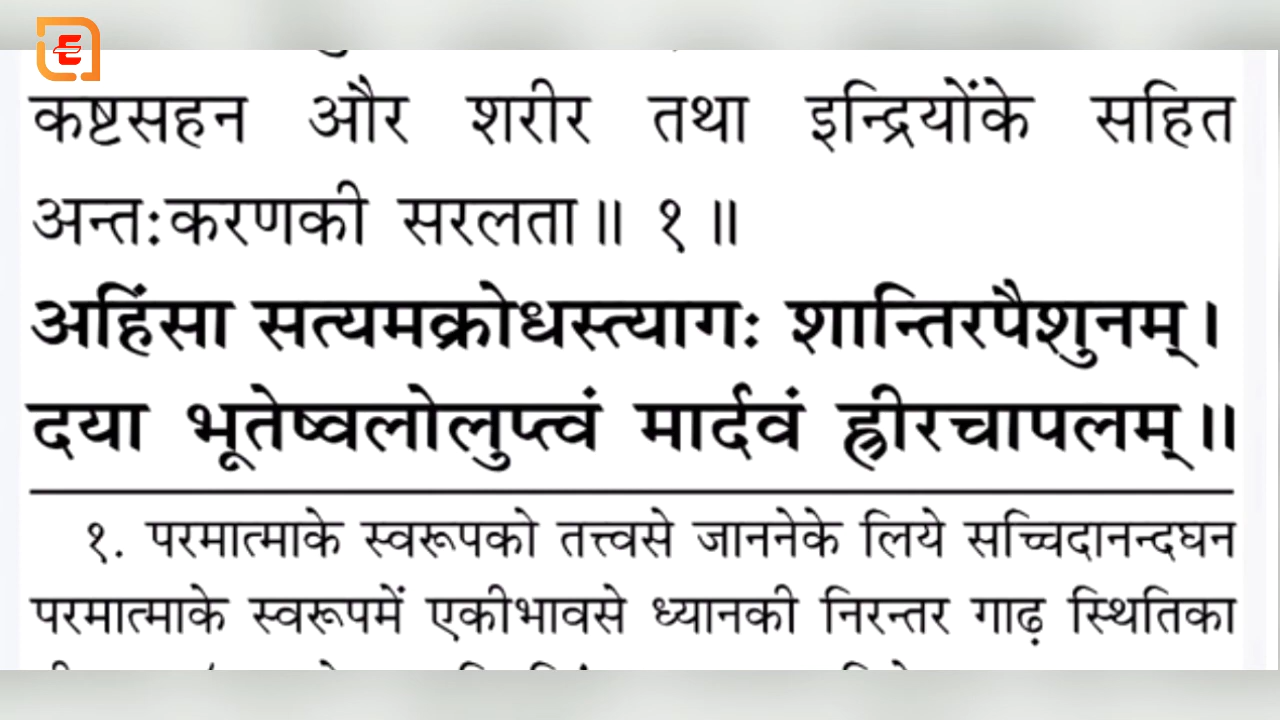 कष्टसहन और शरीर तथा इन्द्रियोंके सहित
अन्तःकरणकी सरलता॥ १॥
अहिंसा सत्यमक्रोधस्त्यागः शान्तिरपैशुनम्।
दया भूतेष्वलोलुप्त्वं मार्दवं ह्रीरचापलम्॥
१. परमात्माके स्वरूपको तत्त्वसे जाननेके लिये सच्चिदानन्दघन
परमात्माके स्वरूपमें एकीभावसे ध्यानकी निरन्तर गाढ़ स्थितिका